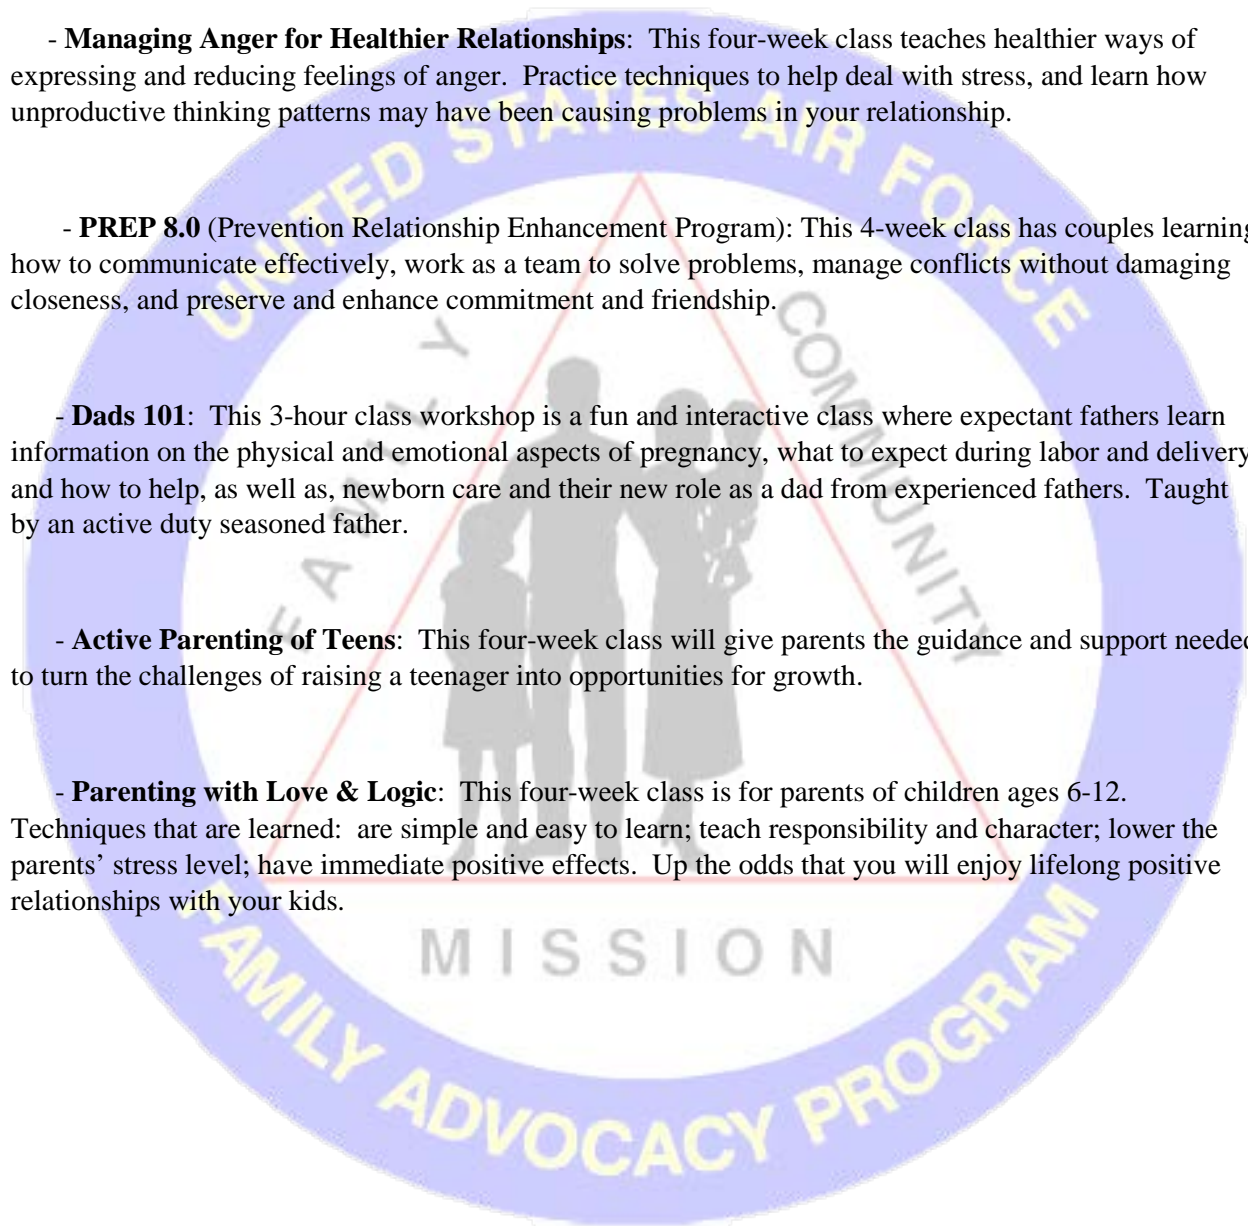 - Managing Anger for Healthier Relationships:  This four-week class teaches healthier ways of
expressing and reducing feelings of anger.  Practice techniques to help deal with stress, and learn how
unproductive thinking patterns may have been causing problems in your relationship.
- PREP 8.0 (Prevention Relationship Enhancement Program): This 4-week class has couples learning
how to communicate effectively, work as a team to solve problems, manage conflicts without damaging
closeness, and preserve and enhance commitment and friendship.
- Dads 101:  This 3-hour class workshop is a fun and interactive class where expectant fathers learn
information on the physical and emotional aspects of pregnancy, what to expect during labor and delivery
and how to help, as well as, newborn care and their new role as a dad from experienced fathers.  Taught
by an active duty seasoned father.
- Active Parenting of Teens:  This four-week class will give parents the guidance and support needed
to turn the challenges of raising a teenager into opportunities for growth.
- Parenting with Love & Logic:  This four-week class is for parents of children ages 6-12.
Techniques that are learned:  are simple and easy to learn; teach responsibility and character; lower the
parents’ stress level; have immediate positive effects.  Up the odds that you will enjoy lifelong positive
relationships with your kids.
UNITED STATES AIR FORCE
FAMILY
COMMUNITY
MISSION
FAMILY ADVOCACY PROGRAM